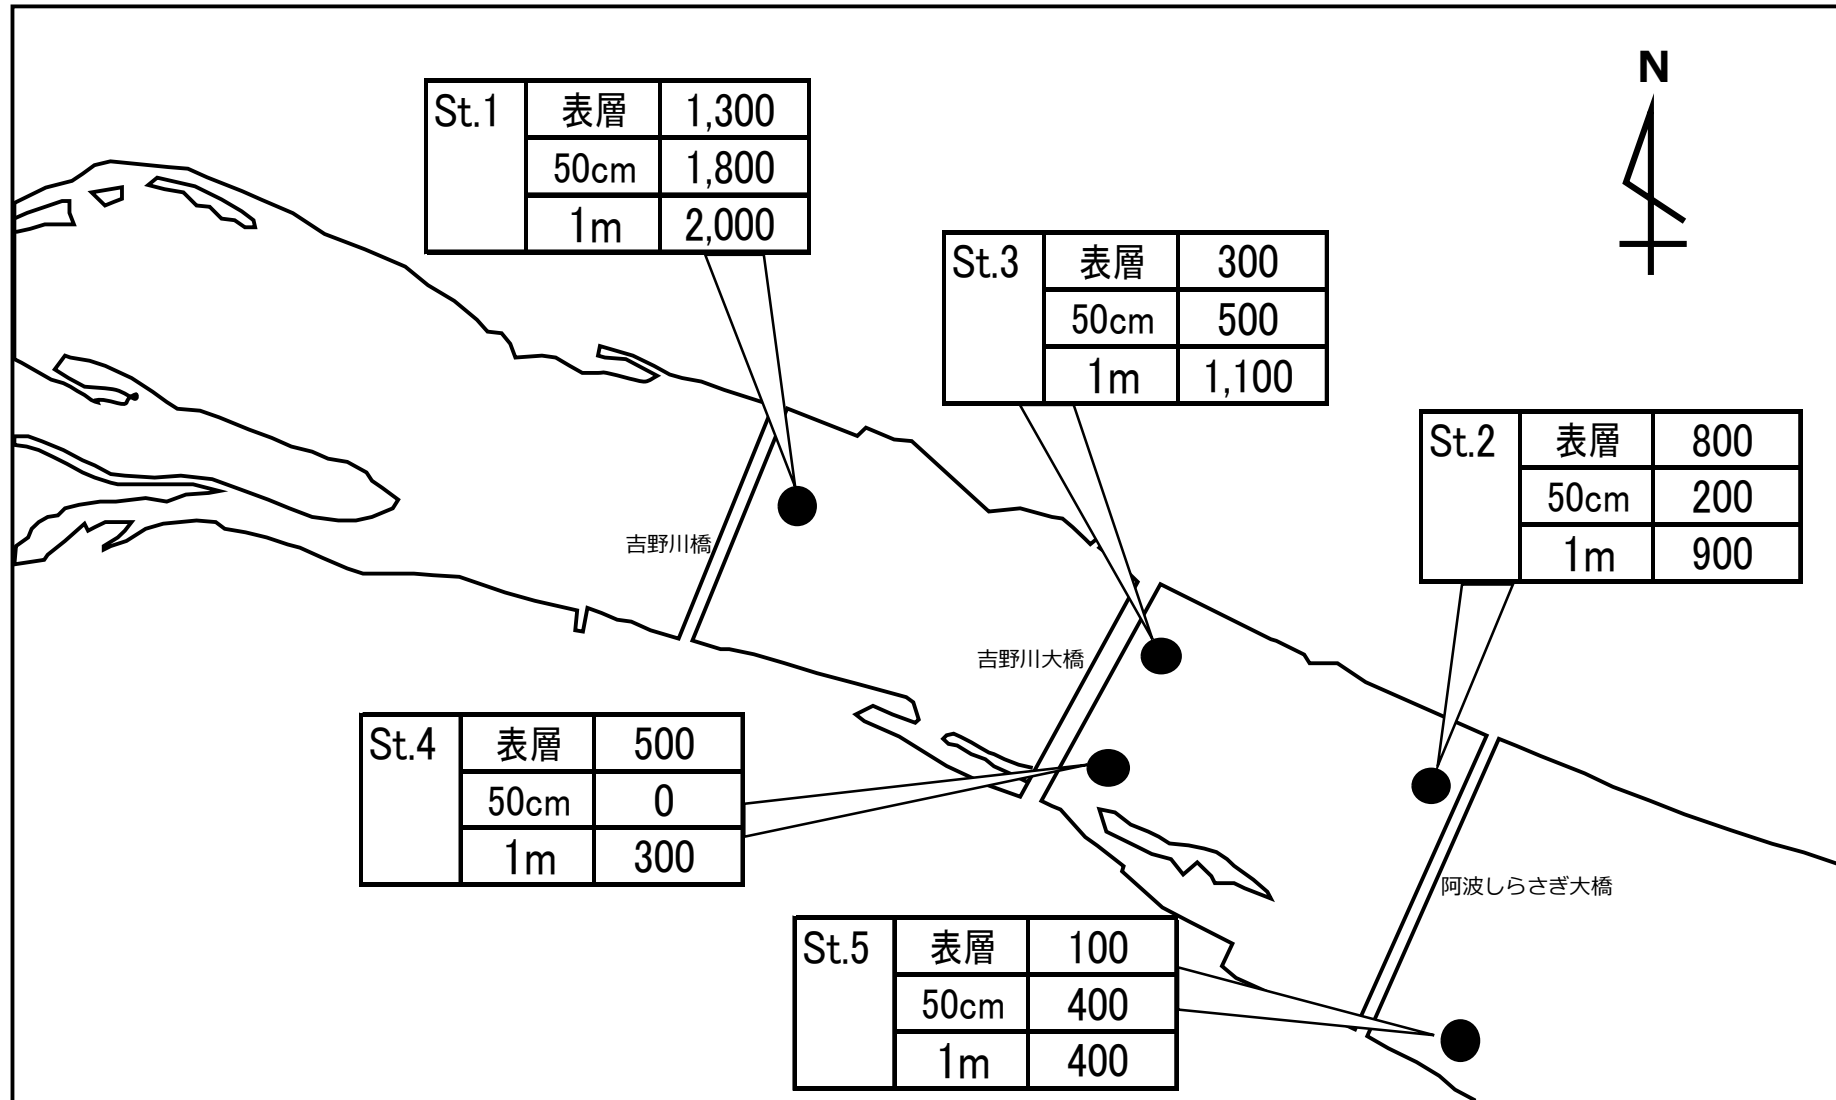 N
St.1 表層 1,300
50cm 1,800
1m 2,000
St.3 表層 300
50cm 500
1m 1,100
St.2 表層 800
50cm 200
1m 900
吉野川橋
吉野川大橋
St.4 表層 500
50cm 0
1m 300
阿波しらさぎ大橋
St.5 表層 100
50cm 400
1m 400